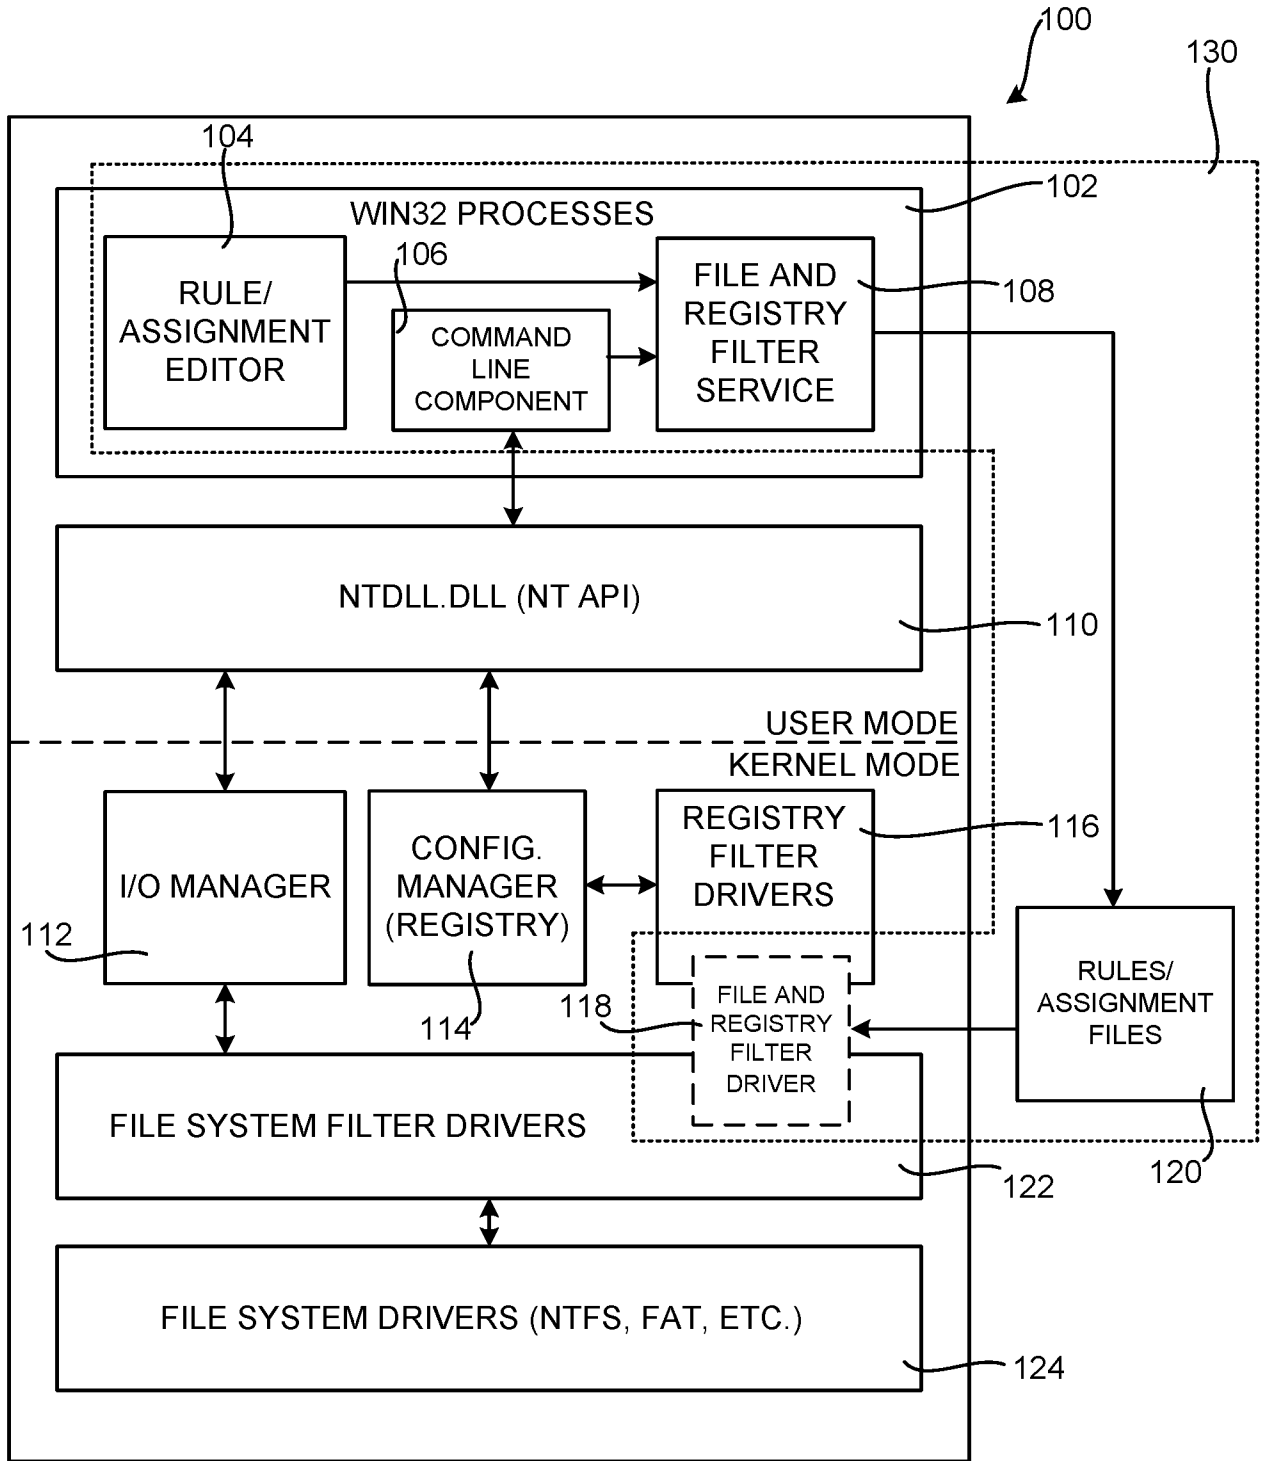 100
130
104
102
WIN32 PROCESSES
106
RULE/
ASSIGNMENT
EDITOR
COMMAND
LINE
COMPONENT
FILE AND
REGISTRY
FILTER
SERVICE
108
NTDLL.DLL (NT API)
110
USER MODE
KERNEL MODE
I/O MANAGER
112
CONFIG.
MANAGER
(REGISTRY)
114
REGISTRY
FILTER
DRIVERS
116
118
FILE AND
REGISTRY
FILTER
DRIVER
RULES/
ASSIGNMENT
FILES
120
FILE SYSTEM FILTER DRIVERS
122
FILE SYSTEM DRIVERS (NTFS, FAT, ETC.)
124